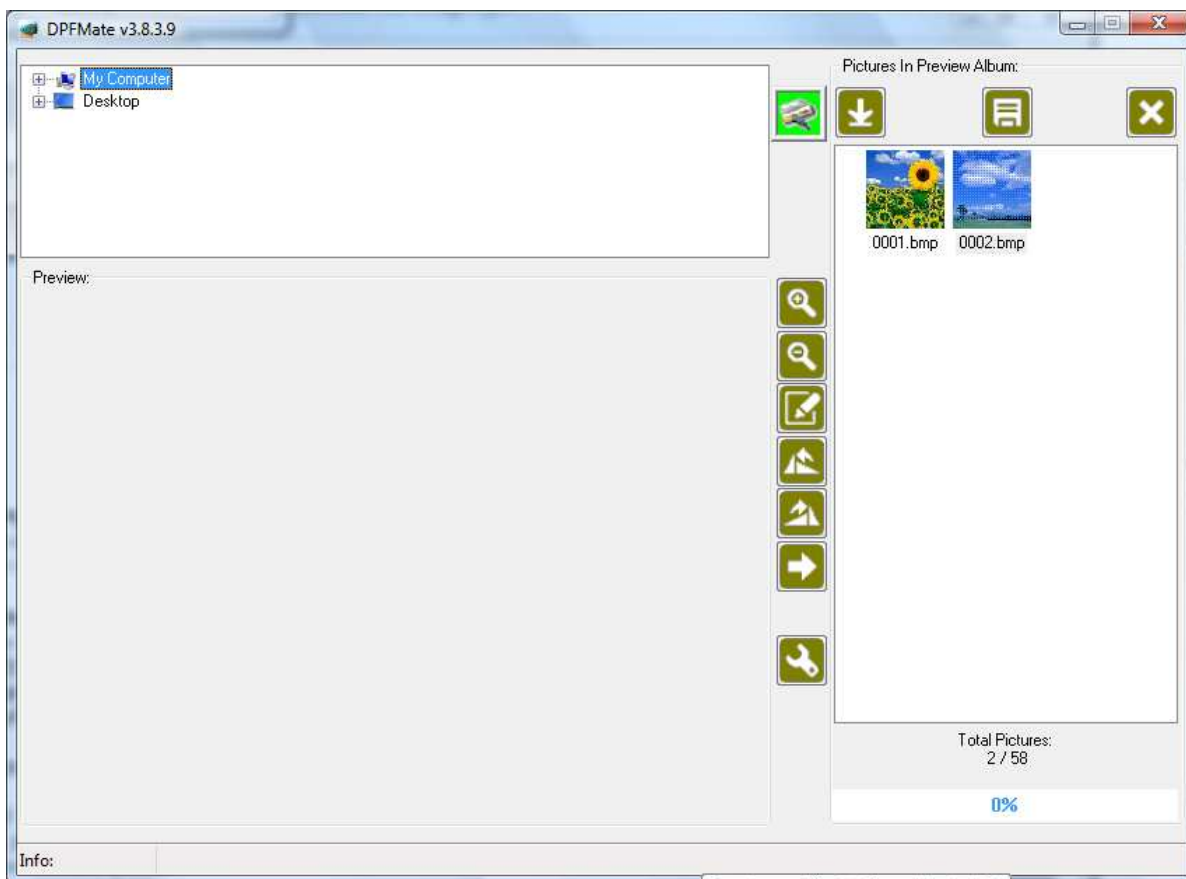 DPFMate v3.8.3.9
My Computer
Desktop
Pictures In Preview Album:
0001.bmp
0002.bmp
Preview:
Total Pictures:
2 / 58
0%
Info: